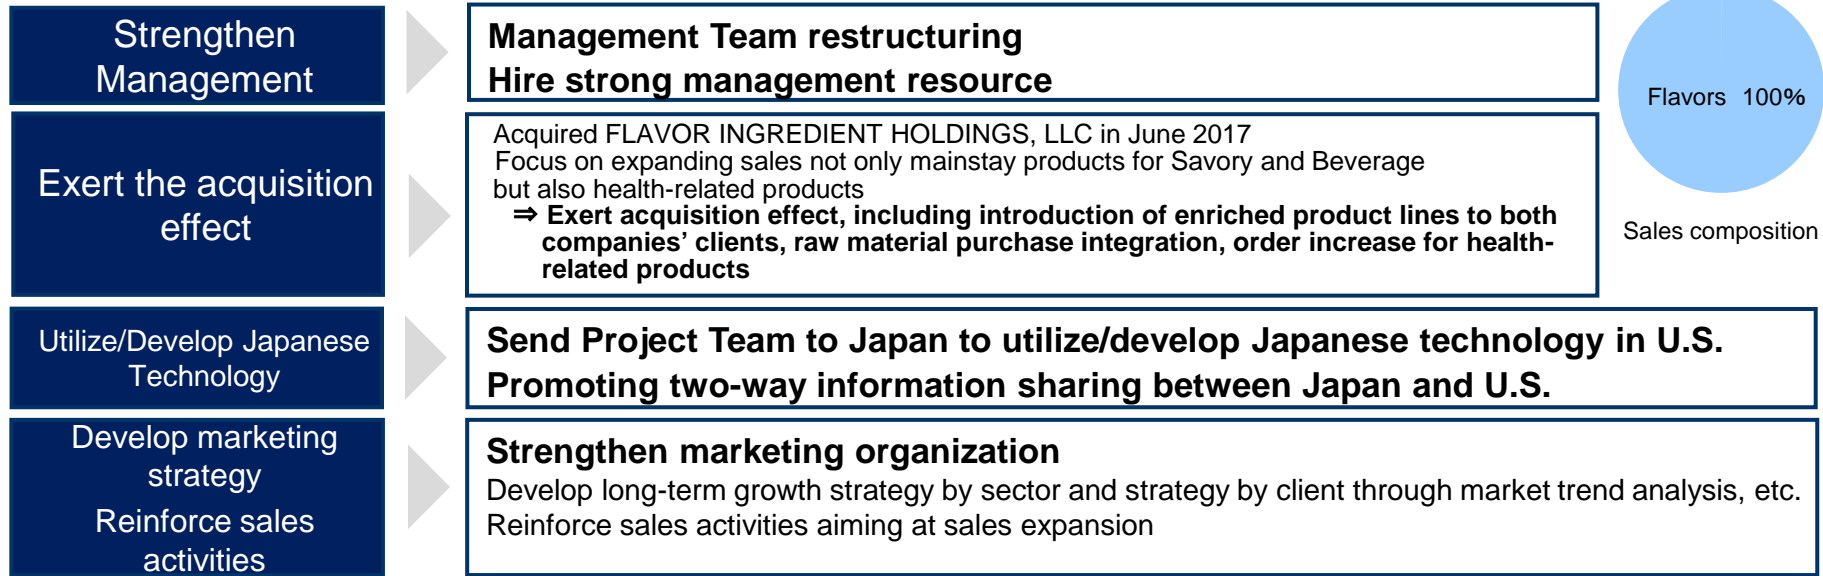 Strengthen
Management
Management Team restructuring
Hire strong management resource
Flavors 100%
Sales composition
Exert the acquisition
effect
Acquired FLAVOR INGREDIENT HOLDINGS, LLC in June 2017
Focus on expanding sales not only mainstay products for Savory and Beverage
but also health-related products
⇒ Exert acquisition effect, including introduction of enriched product lines to both
companies’ clients, raw material purchase integration, order increase for health-
related products
Utilize/Develop Japanese
Technology
Send Project Team to Japan to utilize/develop Japanese technology in U.S.
Promoting two-way information sharing between Japan and U.S.
Develop marketing
strategy
Reinforce sales
activities
Strengthen marketing organization
Develop long-term growth strategy by sector and strategy by client through market trend analysis, etc.
Reinforce sales activities aiming at sales expansion